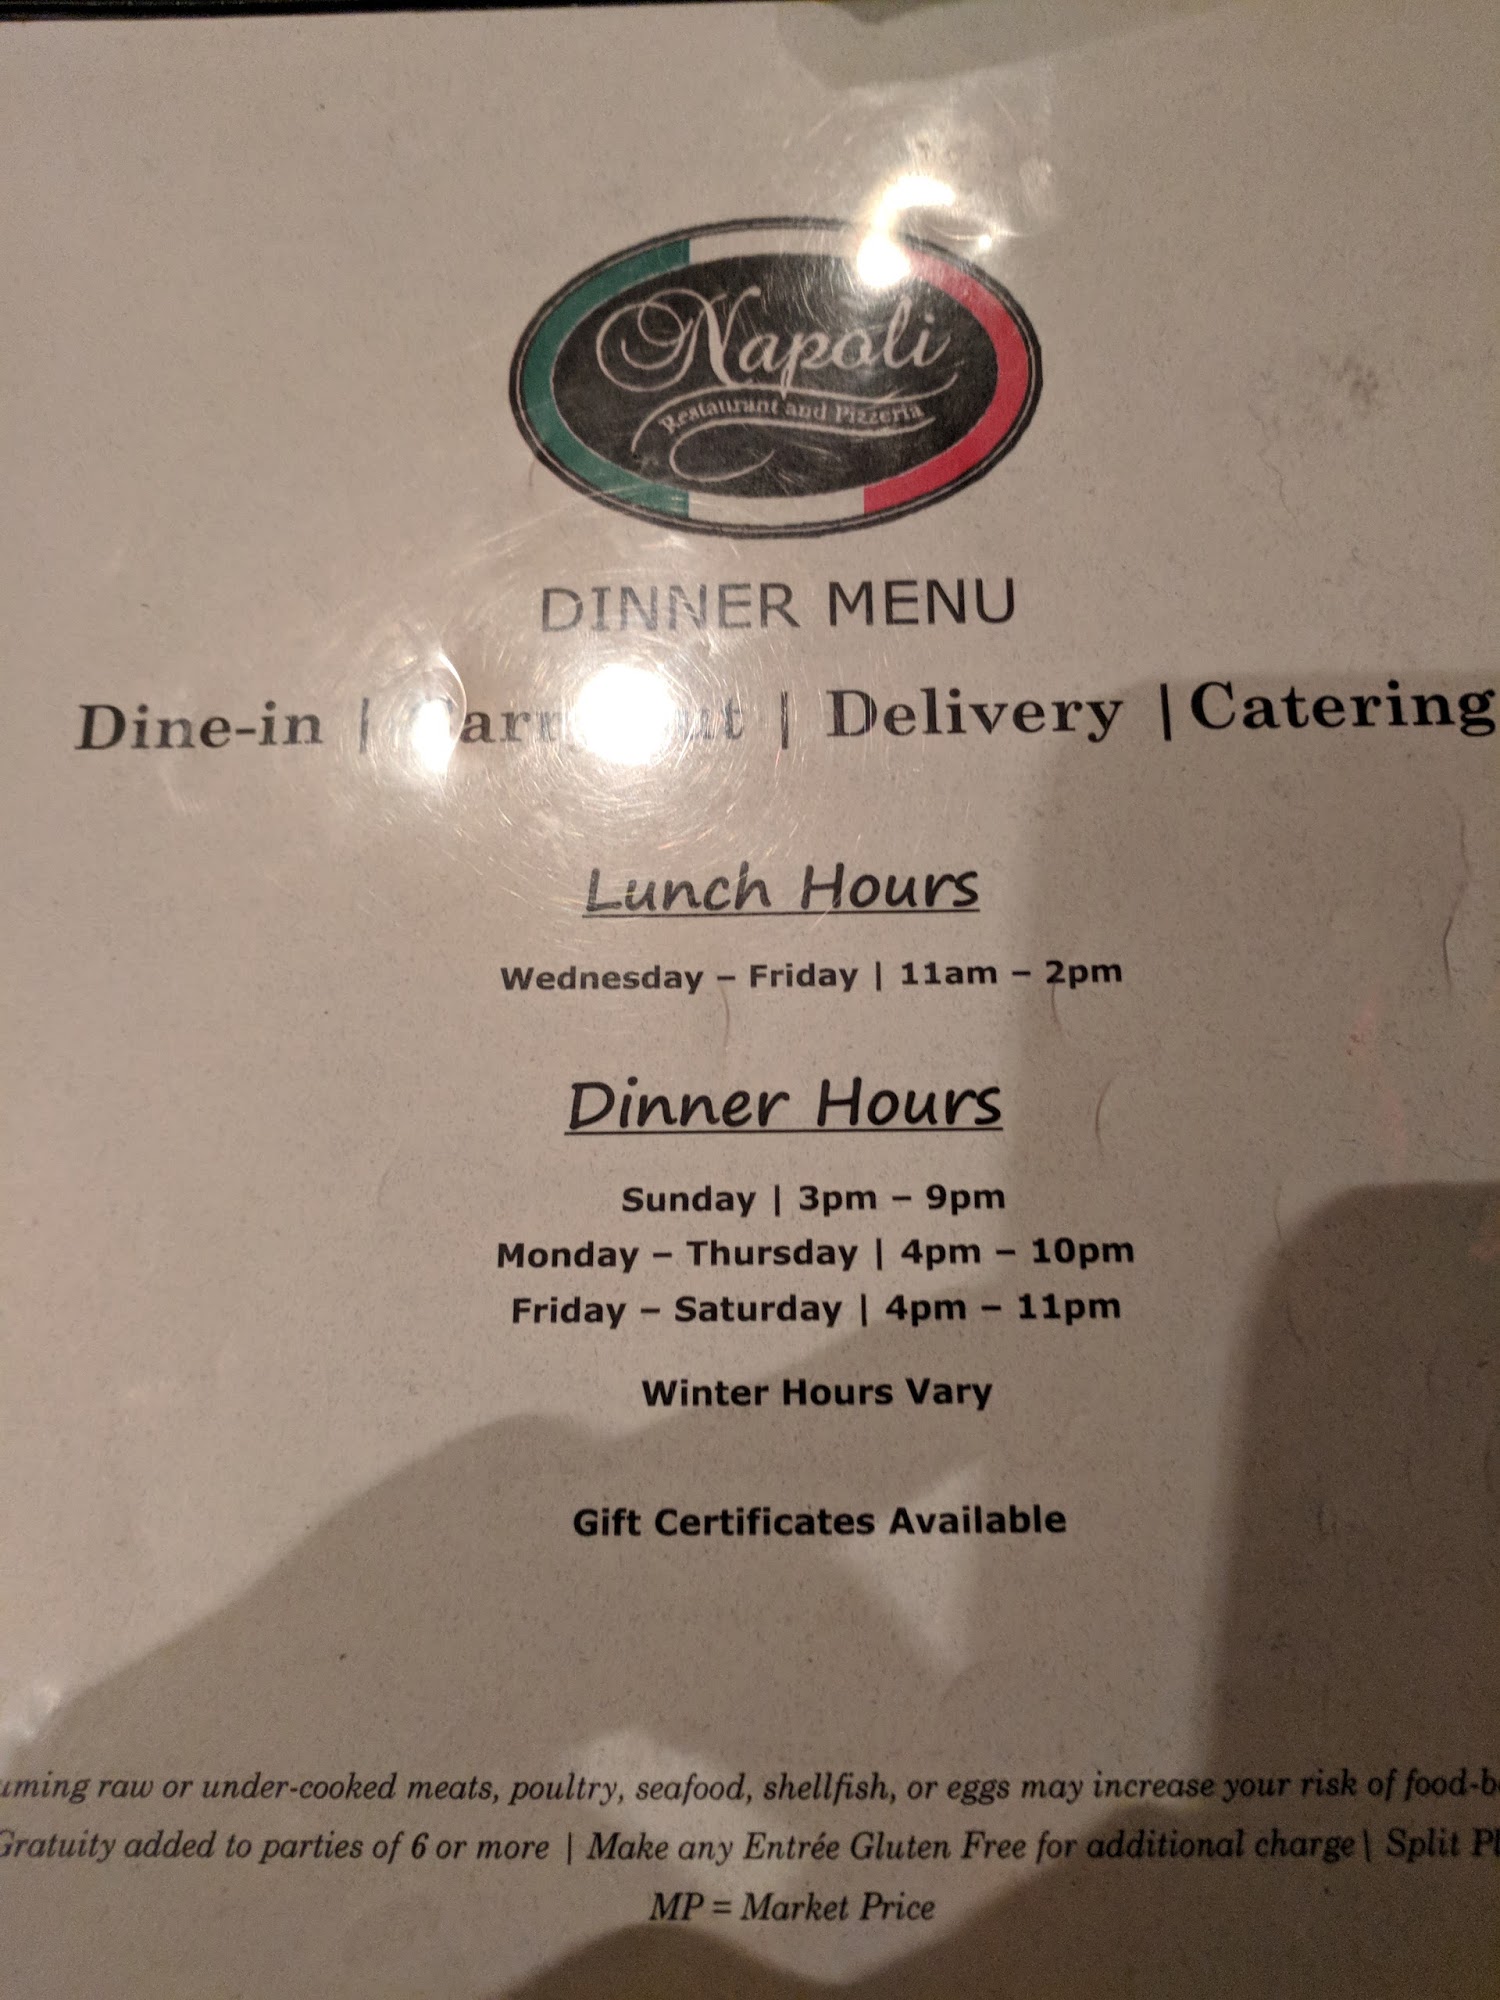 Napoli
Restaurant and Pizzeria
DINNER MENU
Dine-in | | Delivery | Catering
Lunch Hours
Wednesday – Friday | 11am – 2pm
Dinner Hours
Sunday | 3pm – 9pm
Monday – Thursday | 4pm – 10pm
Friday – Saturday | 4pm – 11pm
Winter Hours Vary
Gift Certificates Available
raw or under-cooked meats, poultry, seafood, shellfish, or eggs may increase your risk of
Gratuity added to parties of 6 or more | Make any Entrée Gluten Free for additional charge | Split
MP = Market Price